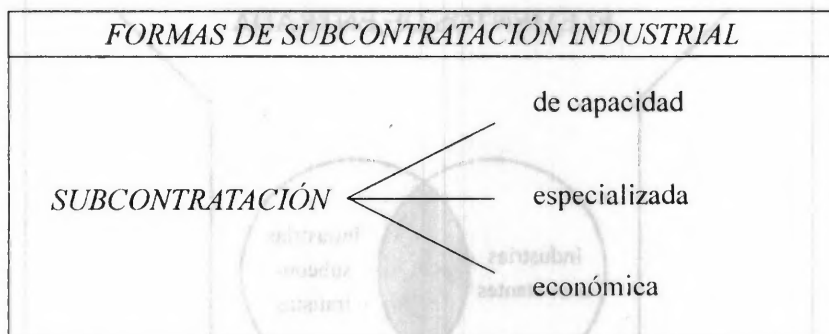 FORMAS DE SUBCONTRATACIÓN INDUSTRIAL
de capacidad
SUBCONTRATACIÓN
especializada
económica